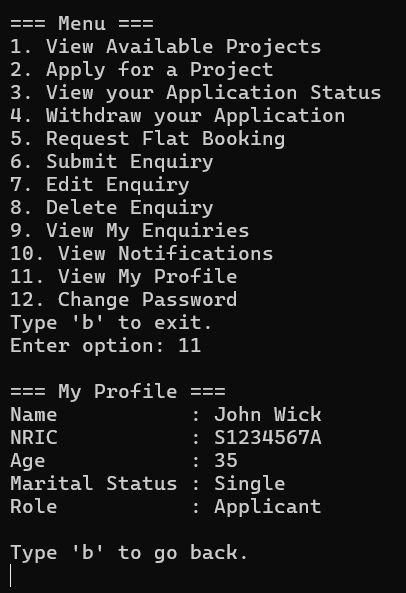 === Menu ===
1. View Available Projects
2. Apply for a Project
3. View your Application Status
4. Withdraw your Application
5. Request Flat Booking
6. Submit Enquiry
7. Edit Enquiry
8. Delete Enquiry
9. View My Enquiries
10. View Notifications
11. View My Profile
12. Change Password
Type 'b' to exit.
Enter option: 11
=== My Profile ===
Name : John Wick
NRIC : S1234567A
Age : 35
Marital Status : Single
Role : Applicant
Type 'b' to go back.